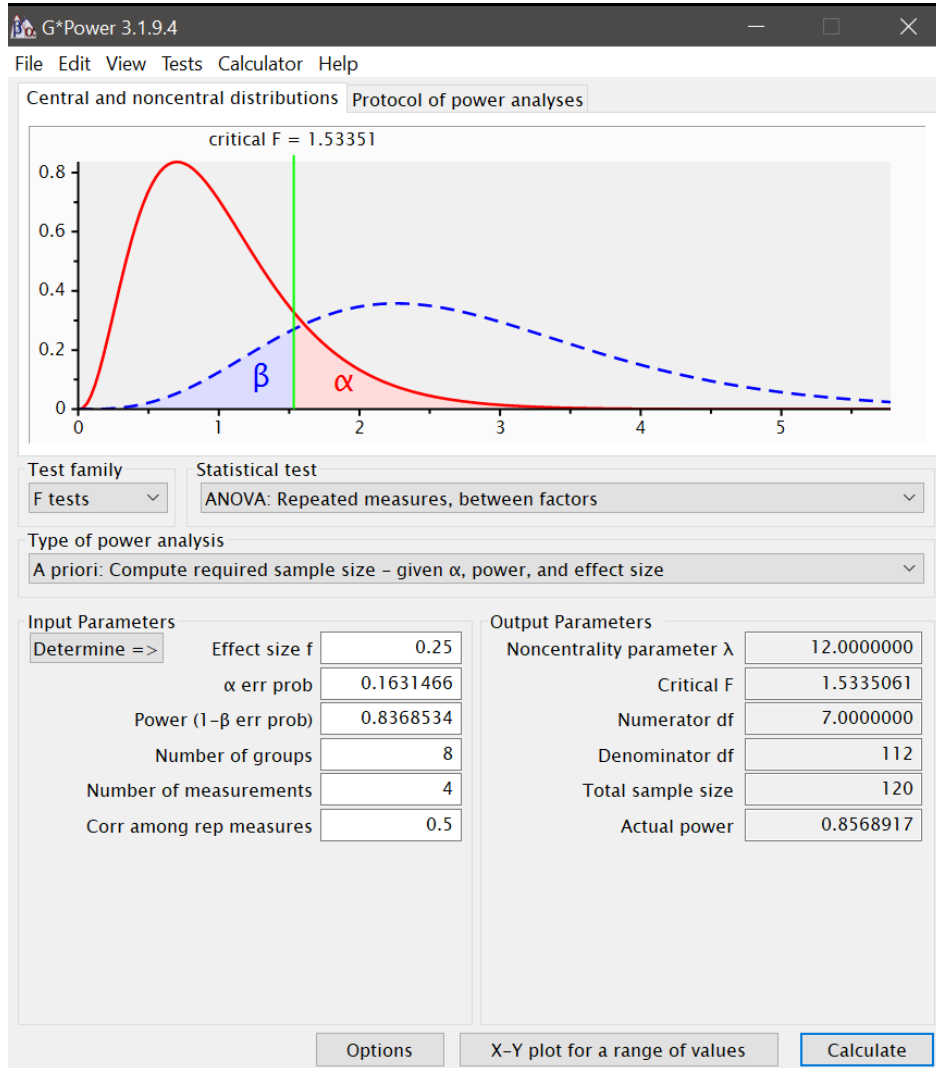 G*Power 3.1.9.4
File Edit View Tests Calculator Help
Central and noncentral distributions Protocol of power analyses
critical F = 1.53351
0.8
0.6
0.4
0.2
0
β
α
0 1 2 3 4 5
Test family Statistical test
F tests ANOVA: Repeated measures, between factors
Type of power analysis
A priori: Compute required sample size – given α, power, and effect size
Input Parameters Output Parameters
Determine => Effect size f 0.25 Noncentrality parameter λ 12.0000000
α err prob 0.1631466 Critical F 1.5335061
Power (1–β err prob) 0.8368534 Numerator df 7.0000000
Number of groups 8 Denominator df 112
Number of measurements 4 Total sample size 120
Corr among rep measures 0.5 Actual power 0.8568917
Options X–Y plot for a range of values Calculate